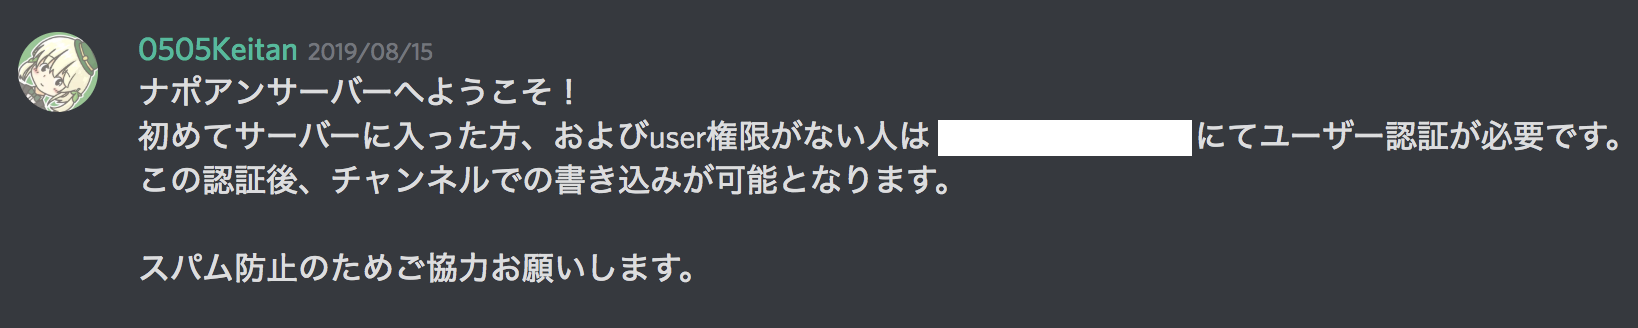 0505Keitan 2019/08/15
ナポアンサーバーへようこそ！
初めてサーバーに入った方、およびuser権限がない人は にてユーザー認証が必要です。
この認証後、チャンネルでの書き込みが可能となります。
スパム防止のためご協力お願いします。